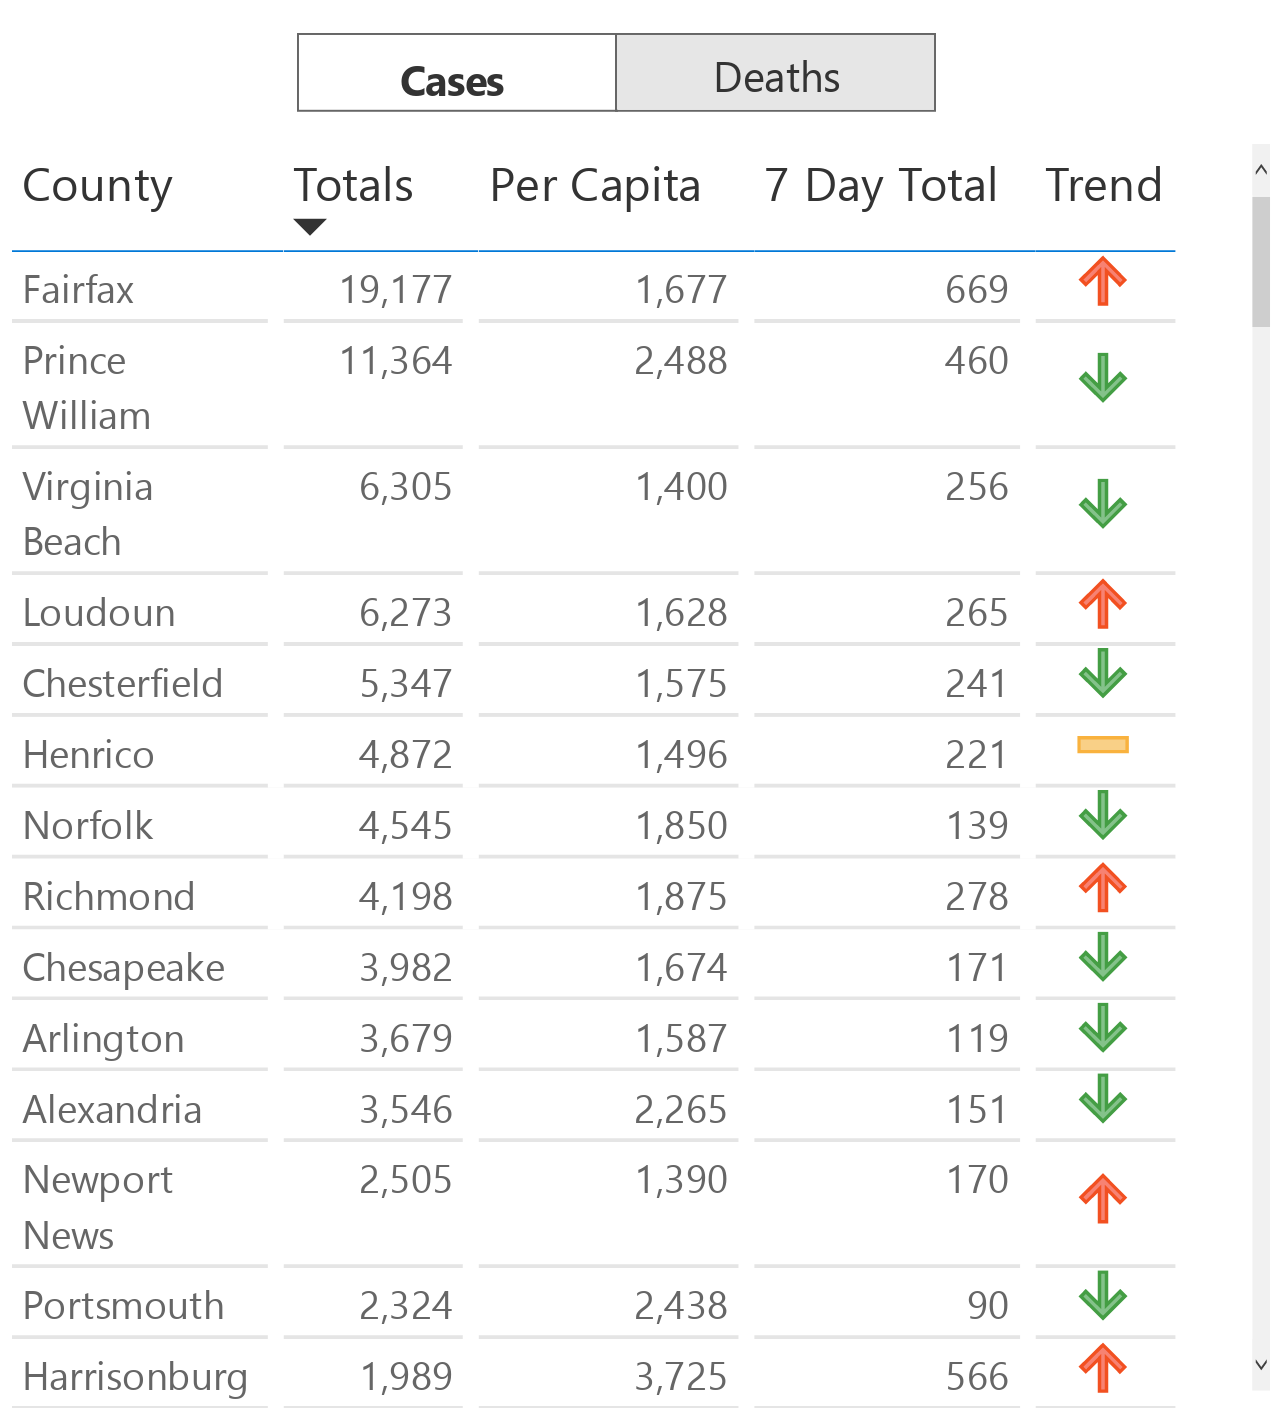 Cases Deaths
County Totals Per Capita 7 Day Total Trend
Fairfax 19,177 1,677 669
Prince 11,364 2,488 460
William
Virginia 6,305 1,400 256
Beach
Loudoun 6,273 1,628 265
Chesterfield 5,347 1,575 241
Henrico 4,872 1,496 221
Norfolk 4,545 1,850 139
Richmond 4,198 1,875 278
Chesapeake 3,982 1,674 171
Arlington 3,679 1,587 119
Alexandria 3,546 2,265 151
Newport 2,505 1,390 170
News
Portsmouth 2,324 2,438 90
Harrisonburg 1,989 3,725 566